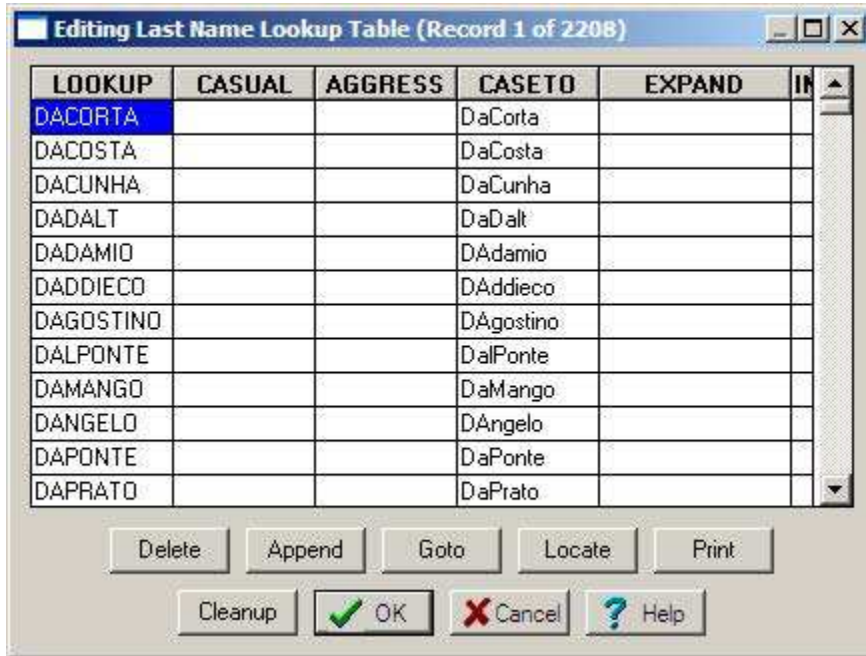 Editing Last Name Lookup Table (Record 1 of 2208)
LOOKUP CASUAL AGGRESS CASETO EXPAND
DACORTA DaCorta
DACOSTA DaCosta
DACUNHA DaCunha
DADALT DaDalt
DADAMIO DAdamio
DADDIECO DAddieco
DAGOSTINO DAgostino
DALPONTE DalPonte
DAMANGO DaMango
DANGELO DAngelo
DAPONTE DaPonte
DAPRATO DaPrato
Delete Append Goto Locate Print
Cleanup OK Cancel Help